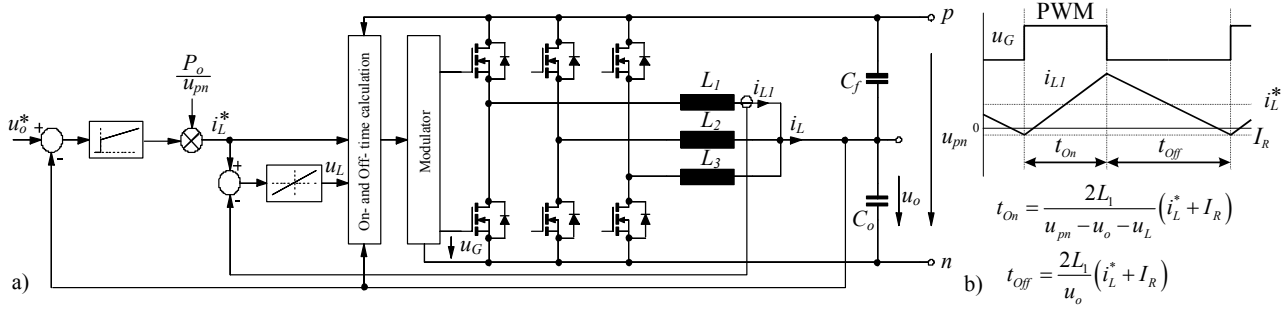 p
PWM
u_G
P_o
u_pn
C_f
i_L1
L_1
i_L1
i_L^*
u_o^*
+
-
i_L^*
On- and Off- time calculation
Modulator
L_2
i_L
u_pn
0
I_R
+
-
u_L
L_3
t_On
t_Off
u_o
C_o
t_On = 2L_1 / (u_pn − u_o − u_L) (i_L^* + I_R)
u_G
n
a)
b)
t_Off = 2L_1 / u_o (i_L^* + I_R)